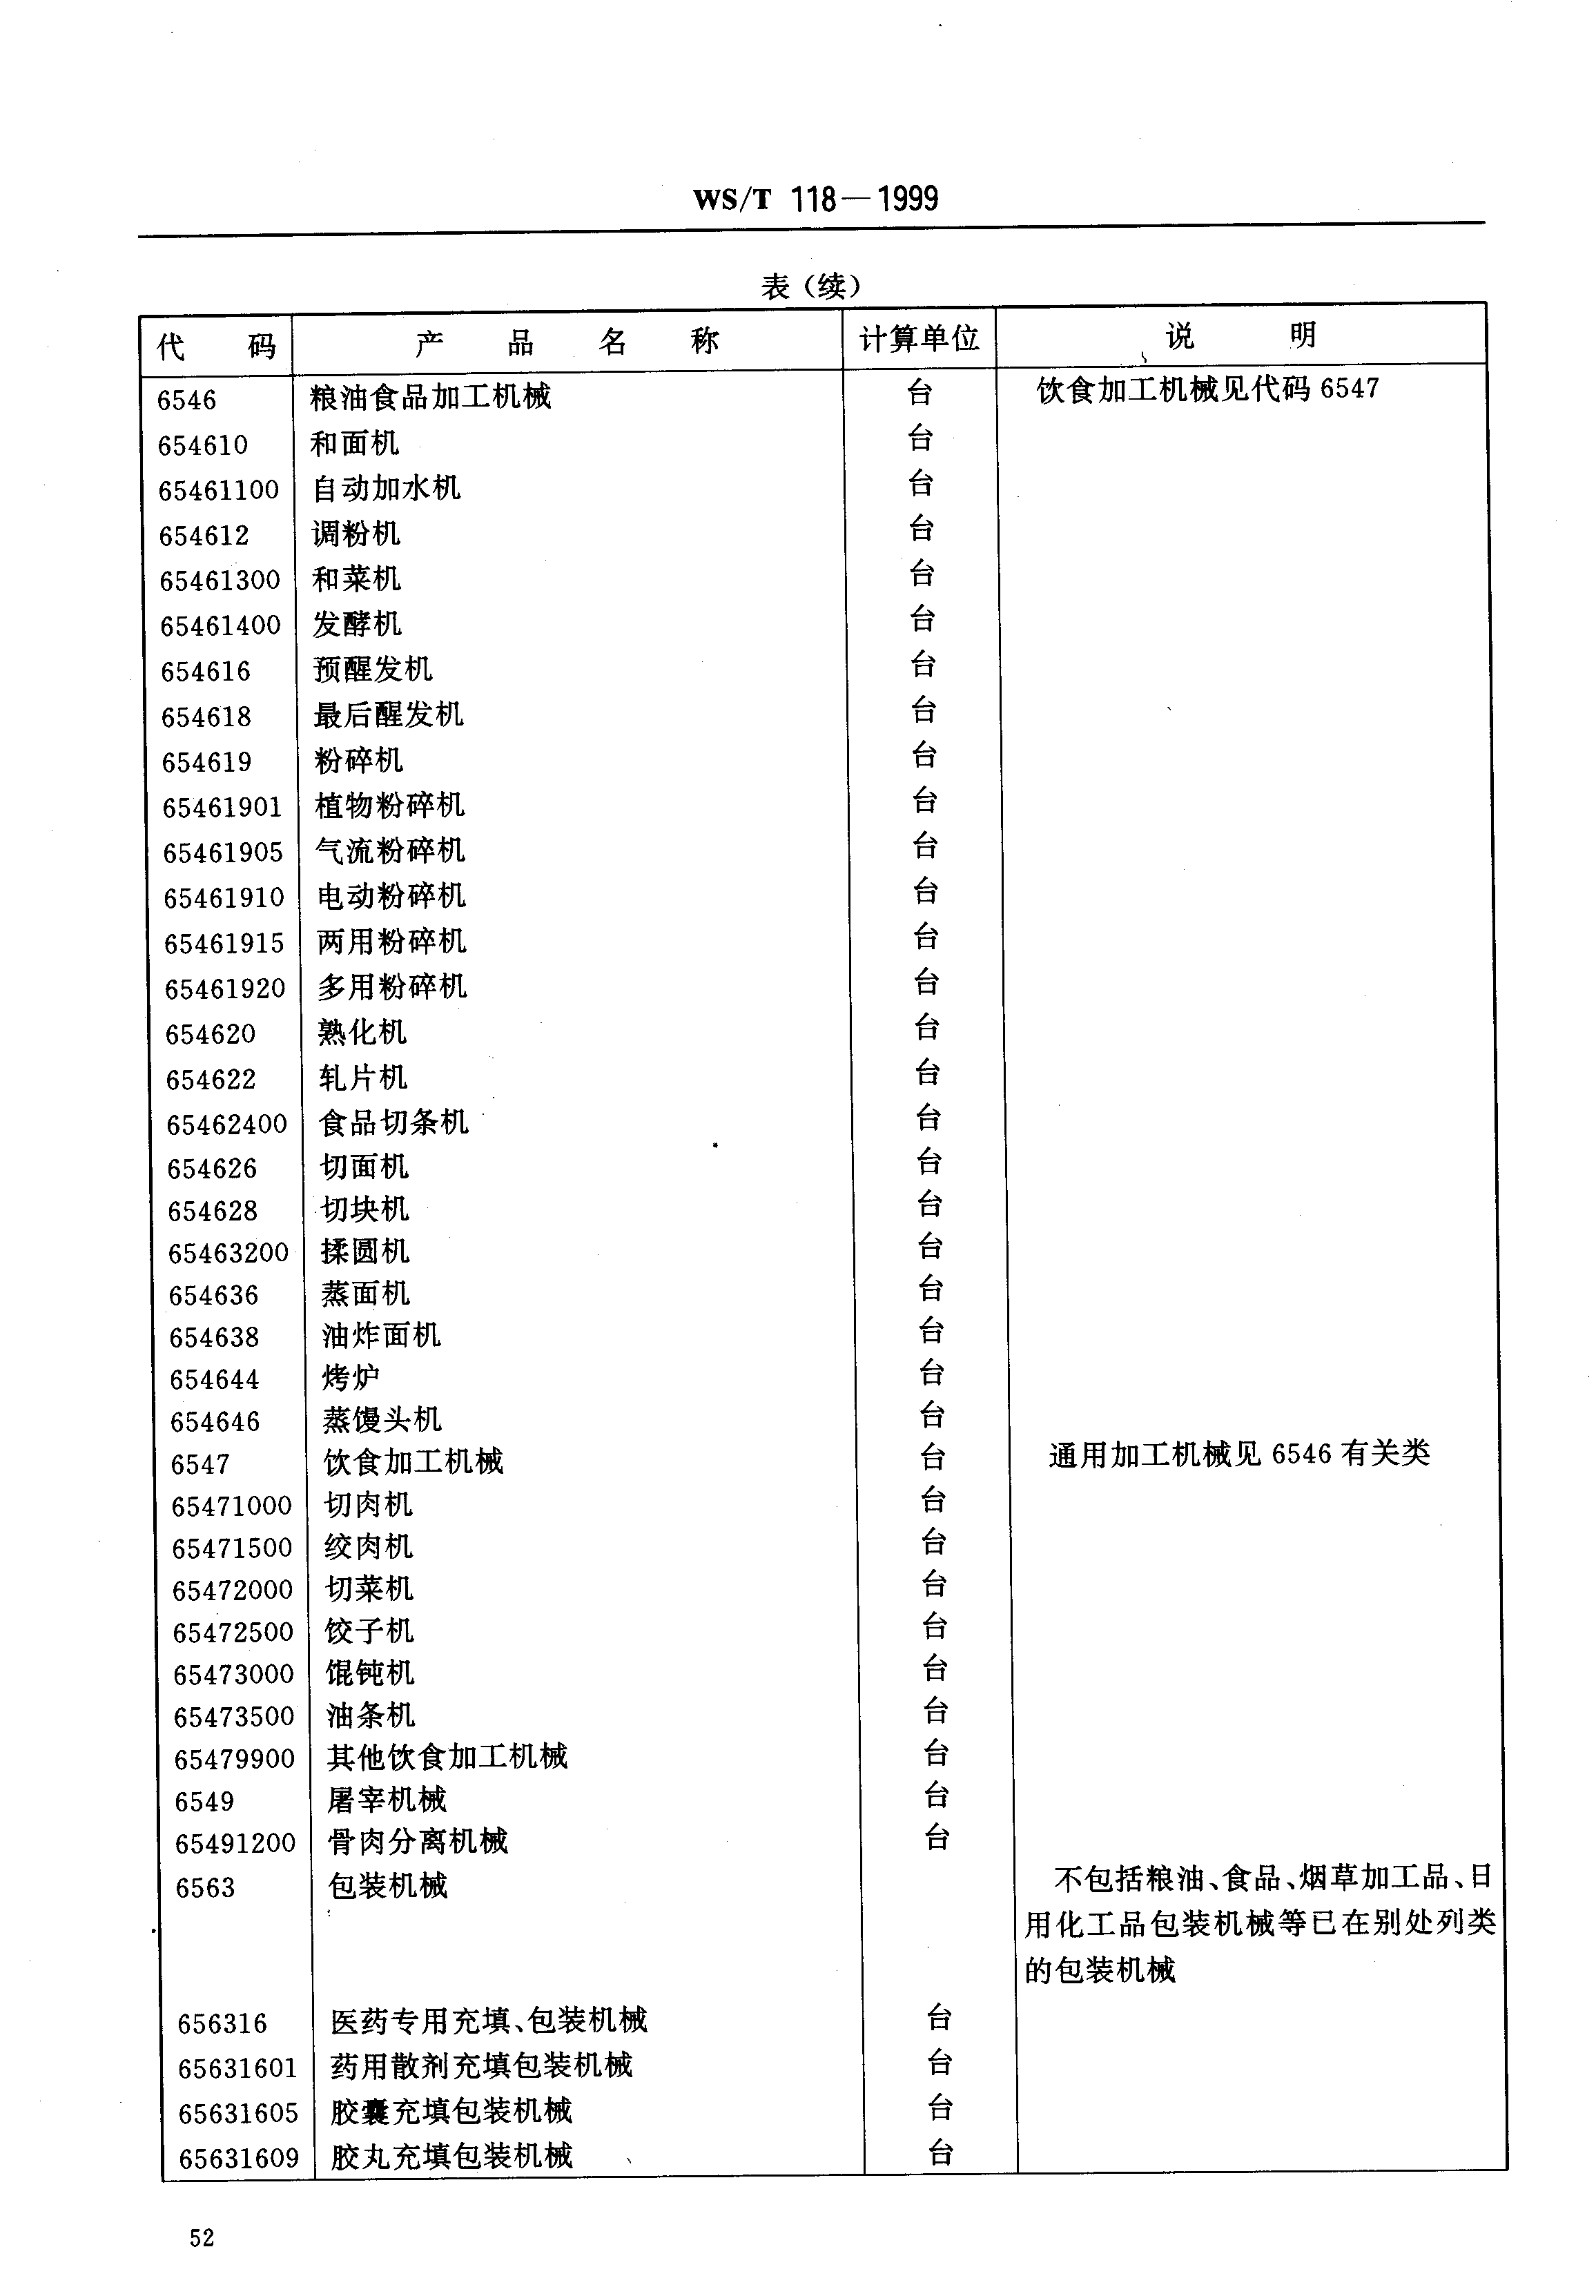 WS/T 118—1999
表（续）
代 码 产 品 名 称 计算单位 说 明
6546 粮油食品加工机械 台 饮食加工机械见代码 6547
654610 和面机 台
65461100 自动加水机 台
654612 调粉机 台
65461300 和菜机 台
65461400 发酵机 台
654616 预醒发机 台
654618 最后醒发机 台
654619 粉碎机 台
65461901 植物粉碎机 台
65461905 气流粉碎机 台
65461910 电动粉碎机 台
65461915 两用粉碎机 台
65461920 多用粉碎机 台
654620 熟化机 台
654622 轧片机 台
65462400 食品切条机 台
654626 切面机 台
654628 切块机 台
65463200 揉圆机 台
654636 蒸面机 台
654638 油炸面机 台
654644 烤炉 台
654646 蒸馒头机 台
6547 饮食加工机械 台 通用加工机械见 6546 有关类
65471000 切肉机 台
65471500 绞肉机 台
65472000 切菜机 台
65472500 饺子机 台
65473000 馄饨机 台
65473500 油条机 台
65479900 其他饮食加工机械 台
6549 屠宰机械 台
65491200 骨肉分离机械 台
6563 包装机械 不包括粮油、食品、烟草加工品、日
用化工品包装机械等已在别处列类
的包装机械
656316 医药专用充填、包装机械 台
65631601 药用散剂充填包装机械 台
65631605 胶囊充填包装机械 台
65631609 胶丸充填包装机械 台
52